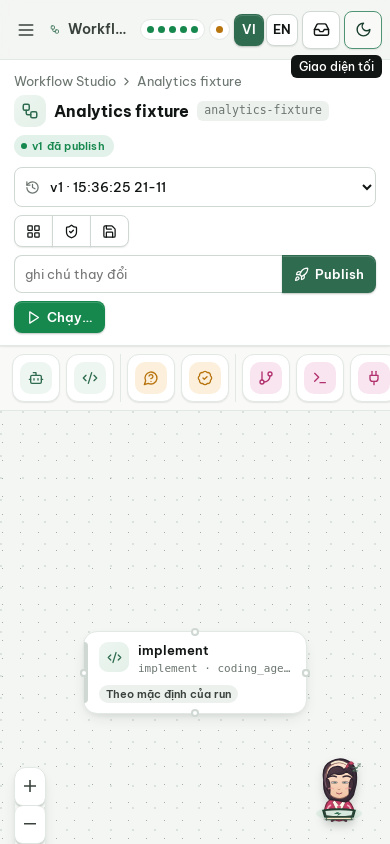 Workfl...
VI
EN
Giao diện tối
Workflow Studio > Analytics fixture
Analytics fixture
analytics-fixture
v1 đã publish
v1 · 15:36:25 21-11
ghi chú thay đổi
Publish
Chạy...
implement
implement · coding_age…
Theo mặc định của run